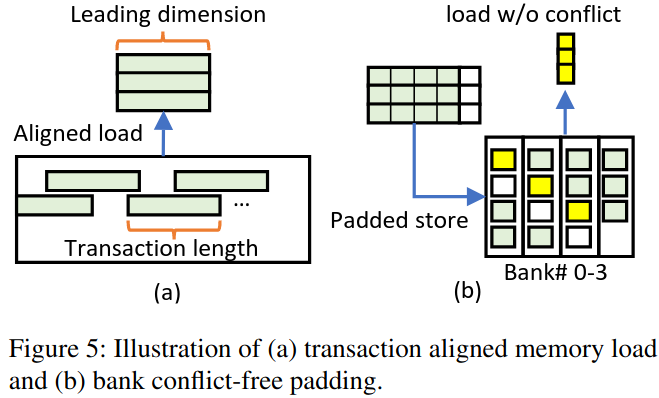 Leading dimension
Aligned load
...
Transaction length
(a)
load w/o conflict
Padded store
Bank# 0-3
(b)
Figure 5: Illustration of (a) transaction aligned memory load
and (b) bank conflict-free padding.